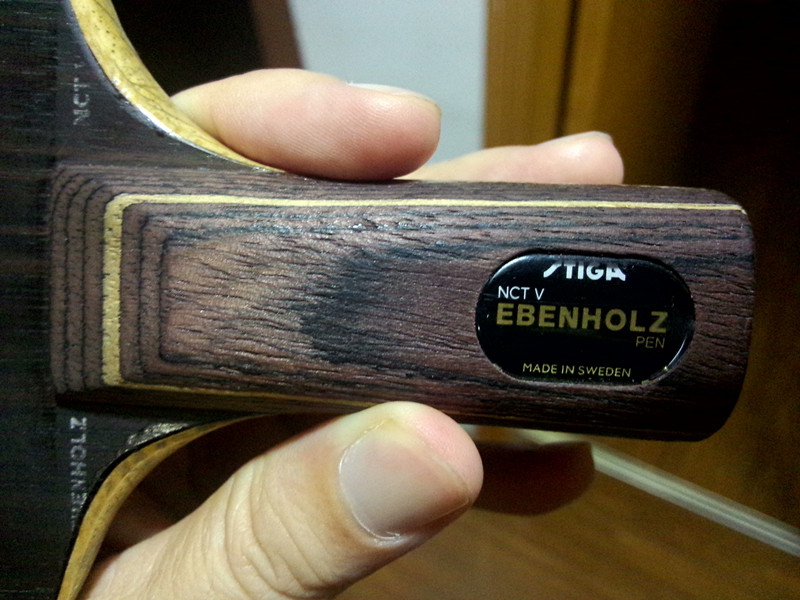 NCT V
STIGA
NCT V
EBENHOLZ
PEN
MADE IN SWEDEN
EBENHOLZ